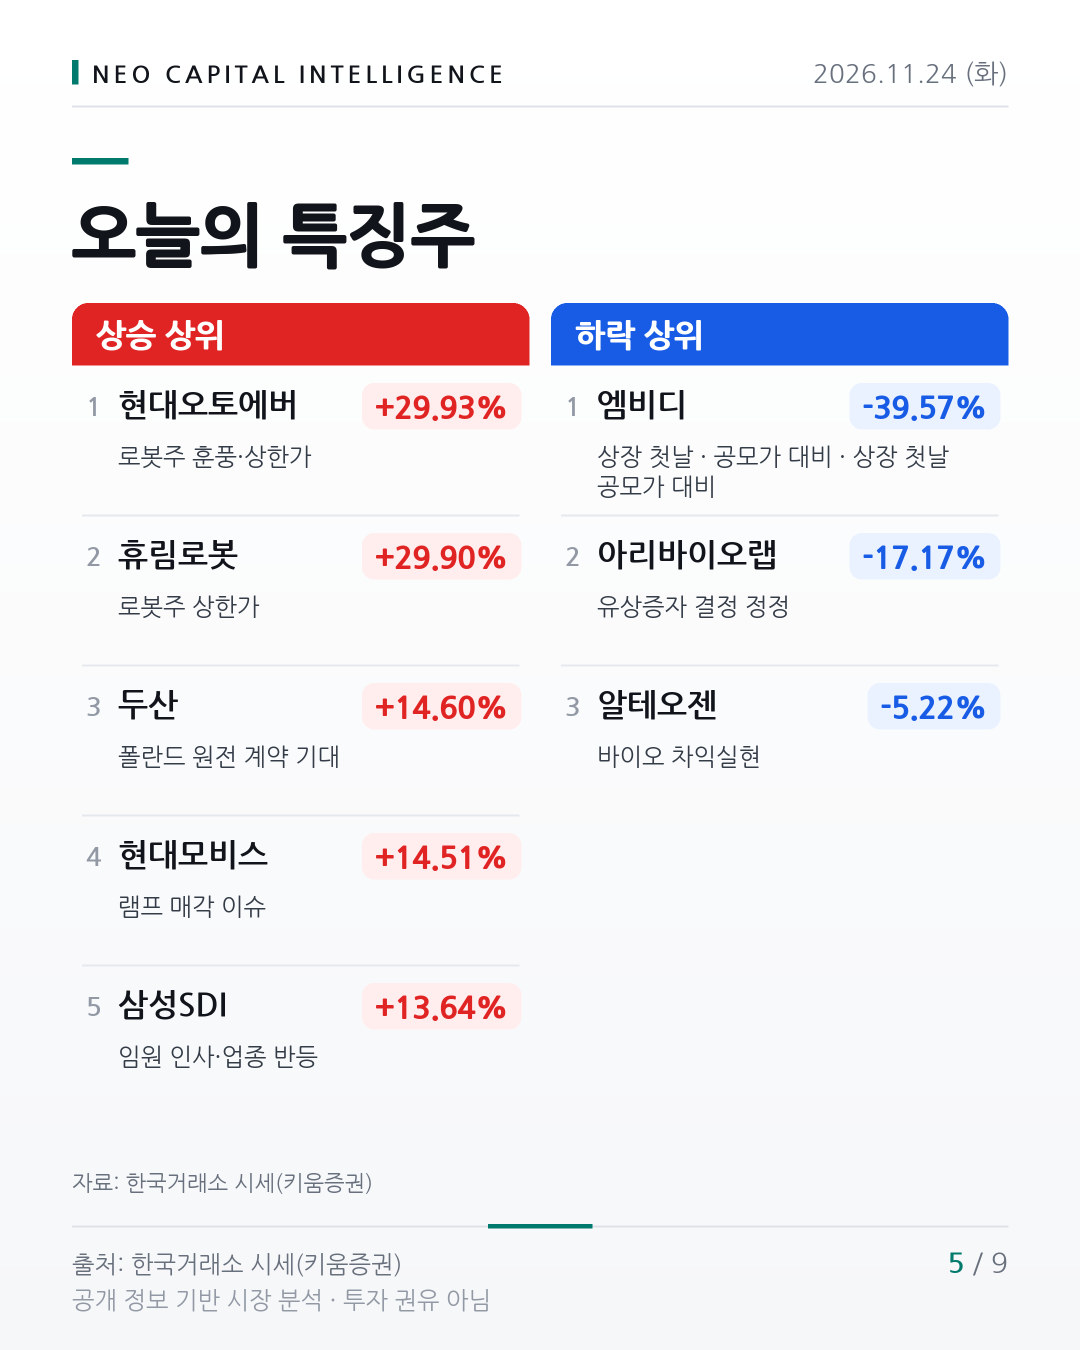 NEO CAPITAL INTELLIGENCE
2026.11.24 (화)
오늘의 특징주
상승 상위
1 현대오토에버 +29.93%
로봇주 훈풍·상한가
2 휴림로봇 +29.90%
로봇주 상한가
3 두산 +14.60%
폴란드 원전 계약 기대
4 현대모비스 +14.51%
램프 매각 이슈
5 삼성SDI +13.64%
임원 인사·업종 반등
하락 상위
1 엠비디 -39.57%
상장 첫날 · 공모가 대비 · 상장 첫날
공모가 대비
2 아리바이오랩 -17.17%
유상증자 결정 정정
3 알테오젠 -5.22%
바이오 차익실현
자료: 한국거래소 시세(키움증권)
출처: 한국거래소 시세(키움증권)
공개 정보 기반 시장 분석 · 투자 권유 아님
5 / 9